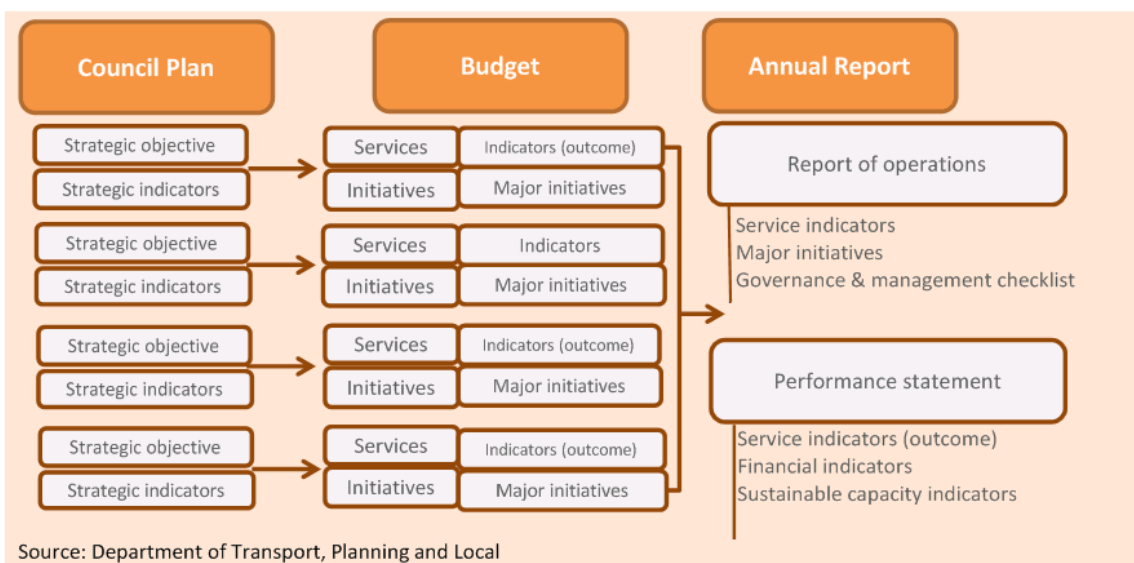 Council Plan
Budget
Annual Report
Strategic objective
Strategic indicators
Services
Indicators (outcome)
Initiatives
Major initiatives
Strategic objective
Strategic indicators
Services
Indicators
Initiatives
Major initiatives
Strategic objective
Strategic indicators
Services
Indicators (outcome)
Initiatives
Major initiatives
Strategic objective
Strategic indicators
Services
Indicators (outcome)
Initiatives
Major initiatives
Report of operations
Service indicators
Major initiatives
Governance & management checklist
Performance statement
Service indicators (outcome)
Financial indicators
Sustainable capacity indicators
Source: Department of Transport, Planning and Local